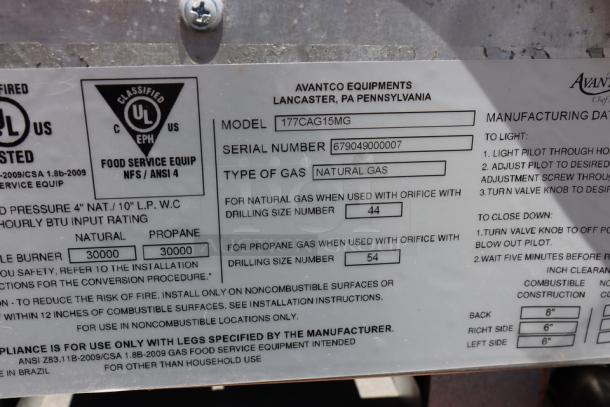 FIRED
UL US
STED
-2009/CSA 1.8b-2009
SERVICE EQUIP
CLASSIFIED
C UL US
EPH
FOOD SERVICE EQUIP
NFS / ANSI 4
D PRESSURE 4" NAT./ 10" L.P. W.C
HOURLY BTU INPUT RATING
NATURAL PROPANE
LE BURNER 30000 30000
YOU SAFETY, REFER TO THE INSTALLATION
CTIONS FOR THE CONVERSION PROCEDURE."
AVANTCO EQUIPMENTS
LANCASTER, PA PENNSYLVANIA
MODEL 177CAG15MG
SERIAL NUMBER 679049000007
TYPE OF GAS NATURAL GAS
FOR NATURAL GAS WHEN USED WITH ORIFICE WITH
DRILLING SIZE NUMBER 44
FOR PROPANE GAS WHEN USED WITH ORIFICE WITH
DRILLING SIZE NUMBER 54
ON - TO REDUCE THE RISK OF FIRE. INSTALL ONLY ON NONCOMBUSTIBLE SURFACES OR
T WITHIN 12 INCHES OF COMBUSTIBLE SURFACES. SEE INSTALLATION INSTRUCTIONS.
FOR USE IN NONCOMBUSTIBLE LOCATIONS ONLY.
PPLIANCE IS FOR USE ONLY WITH LEGS SPECIFIED BY THE MANUFACTURER.
ANSI Z83.11B-2009/CSA 1.8B-2009 GAS FOOD SERVICE EQUIPMENT INTENDED
FOR OTHER THAN HOUSEHOLD USE
E IN BRAZIL
AVANT
Chef
MANUFACTURING DA
TO LIGHT:
1. LIGHT PILOT THROUGH HO
2. ADJUST PILOT TO DESIRED
ADJUSTMENT SCREW THROUG
3.TURN VALVE KNOB TO DESI
TO CLOSE DOWN:
1.TURN VALVE KNOB TO OFF PO
BLOW OUT PILOT.
2.WAIT FIVE MINUTES BEFORE R
INCH CLEARAN
COMBUSTIBLE NO
CONSTRUCTION CO
BACK 8"
RIGHT SIDE 6"
LEFT SIDE 6"